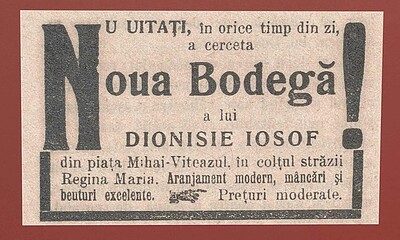 NU UITAȚI, în orice timp din zi,
a cerceta
Noua Bodegă!
a lui
DIONISIE IOSOF
din piața Mihai-Viteazul, în colțul străzii
Regina Maria. Aranjament modern, mâncări și
beuturi excelente. Prețuri moderate.